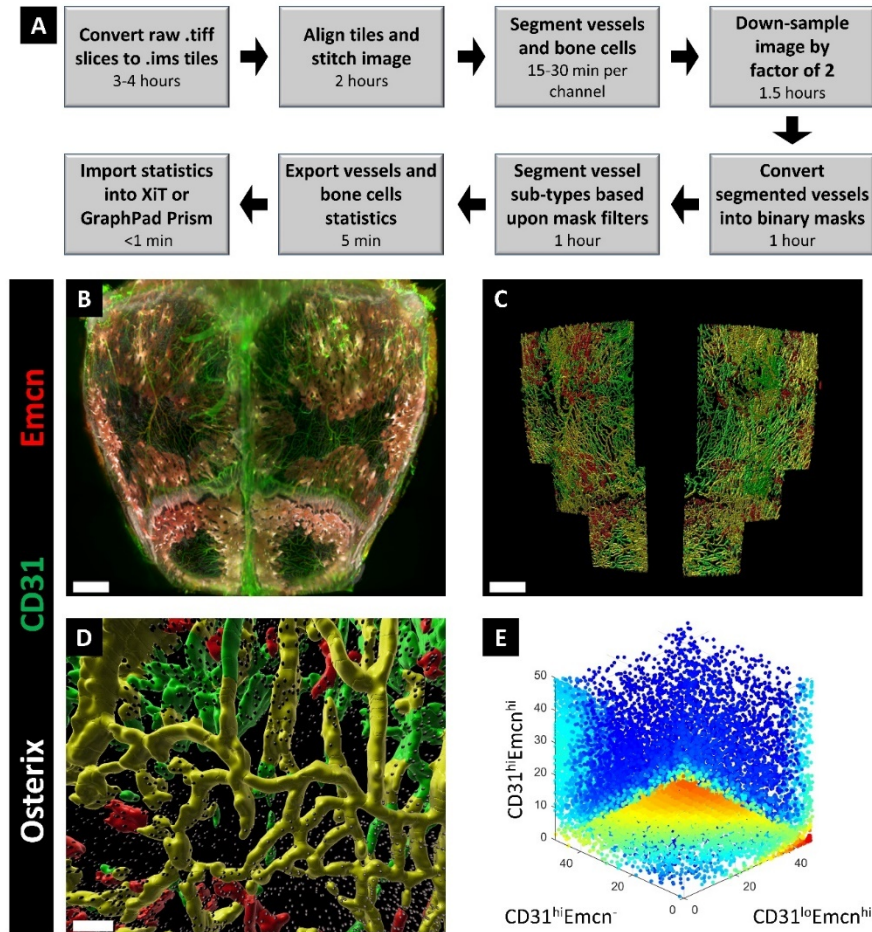 A
Convert raw .tiff
slices to .ims tiles
3-4 hours
Align tiles and
stitch image
2 hours
Segment vessels
and bone cells
15-30 min per
channel
Down-sample
image by
factor of 2
1.5 hours
Import statistics
into XiT or
GraphPad Prism
<1 min
Export vessels and
bone cells
statistics
5 min
Segment vessel
sub-types based
upon mask filters
1 hour
Convert
segmented vessels
into binary masks
1 hour
Osterix CD31 Emcn
B
C
D
E
50
40
30
20
10
0
CD31ʰⁱEmcnʰⁱ
40
20
0
CD31ʰⁱEmcn⁻
0
20
40
CD31ˡᵒEmcnʰⁱ